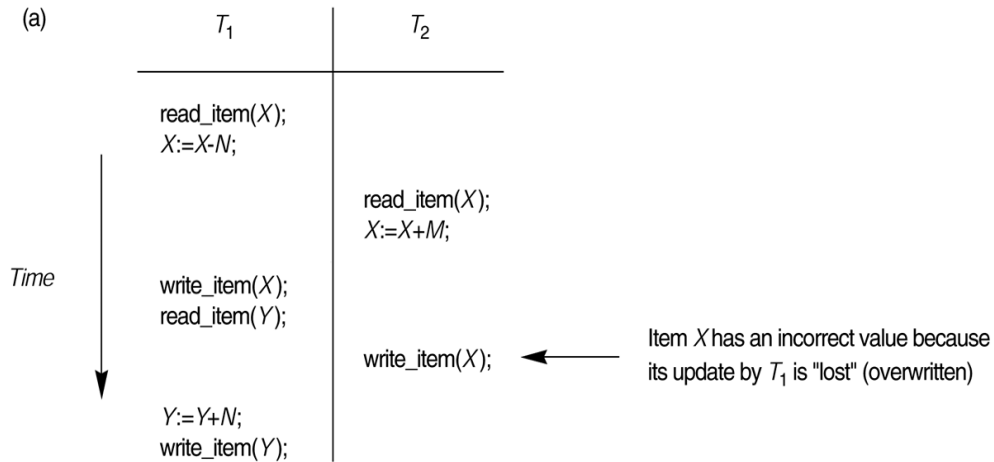 (a)
T1
T2
read_item(X);
X:=X-N;
read_item(X);
X:=X+M;
Time
write_item(X);
read_item(Y);
write_item(X);
Item X has an incorrect value because
its update by T1 is "lost" (overwritten)
Y:=Y+N;
write_item(Y);